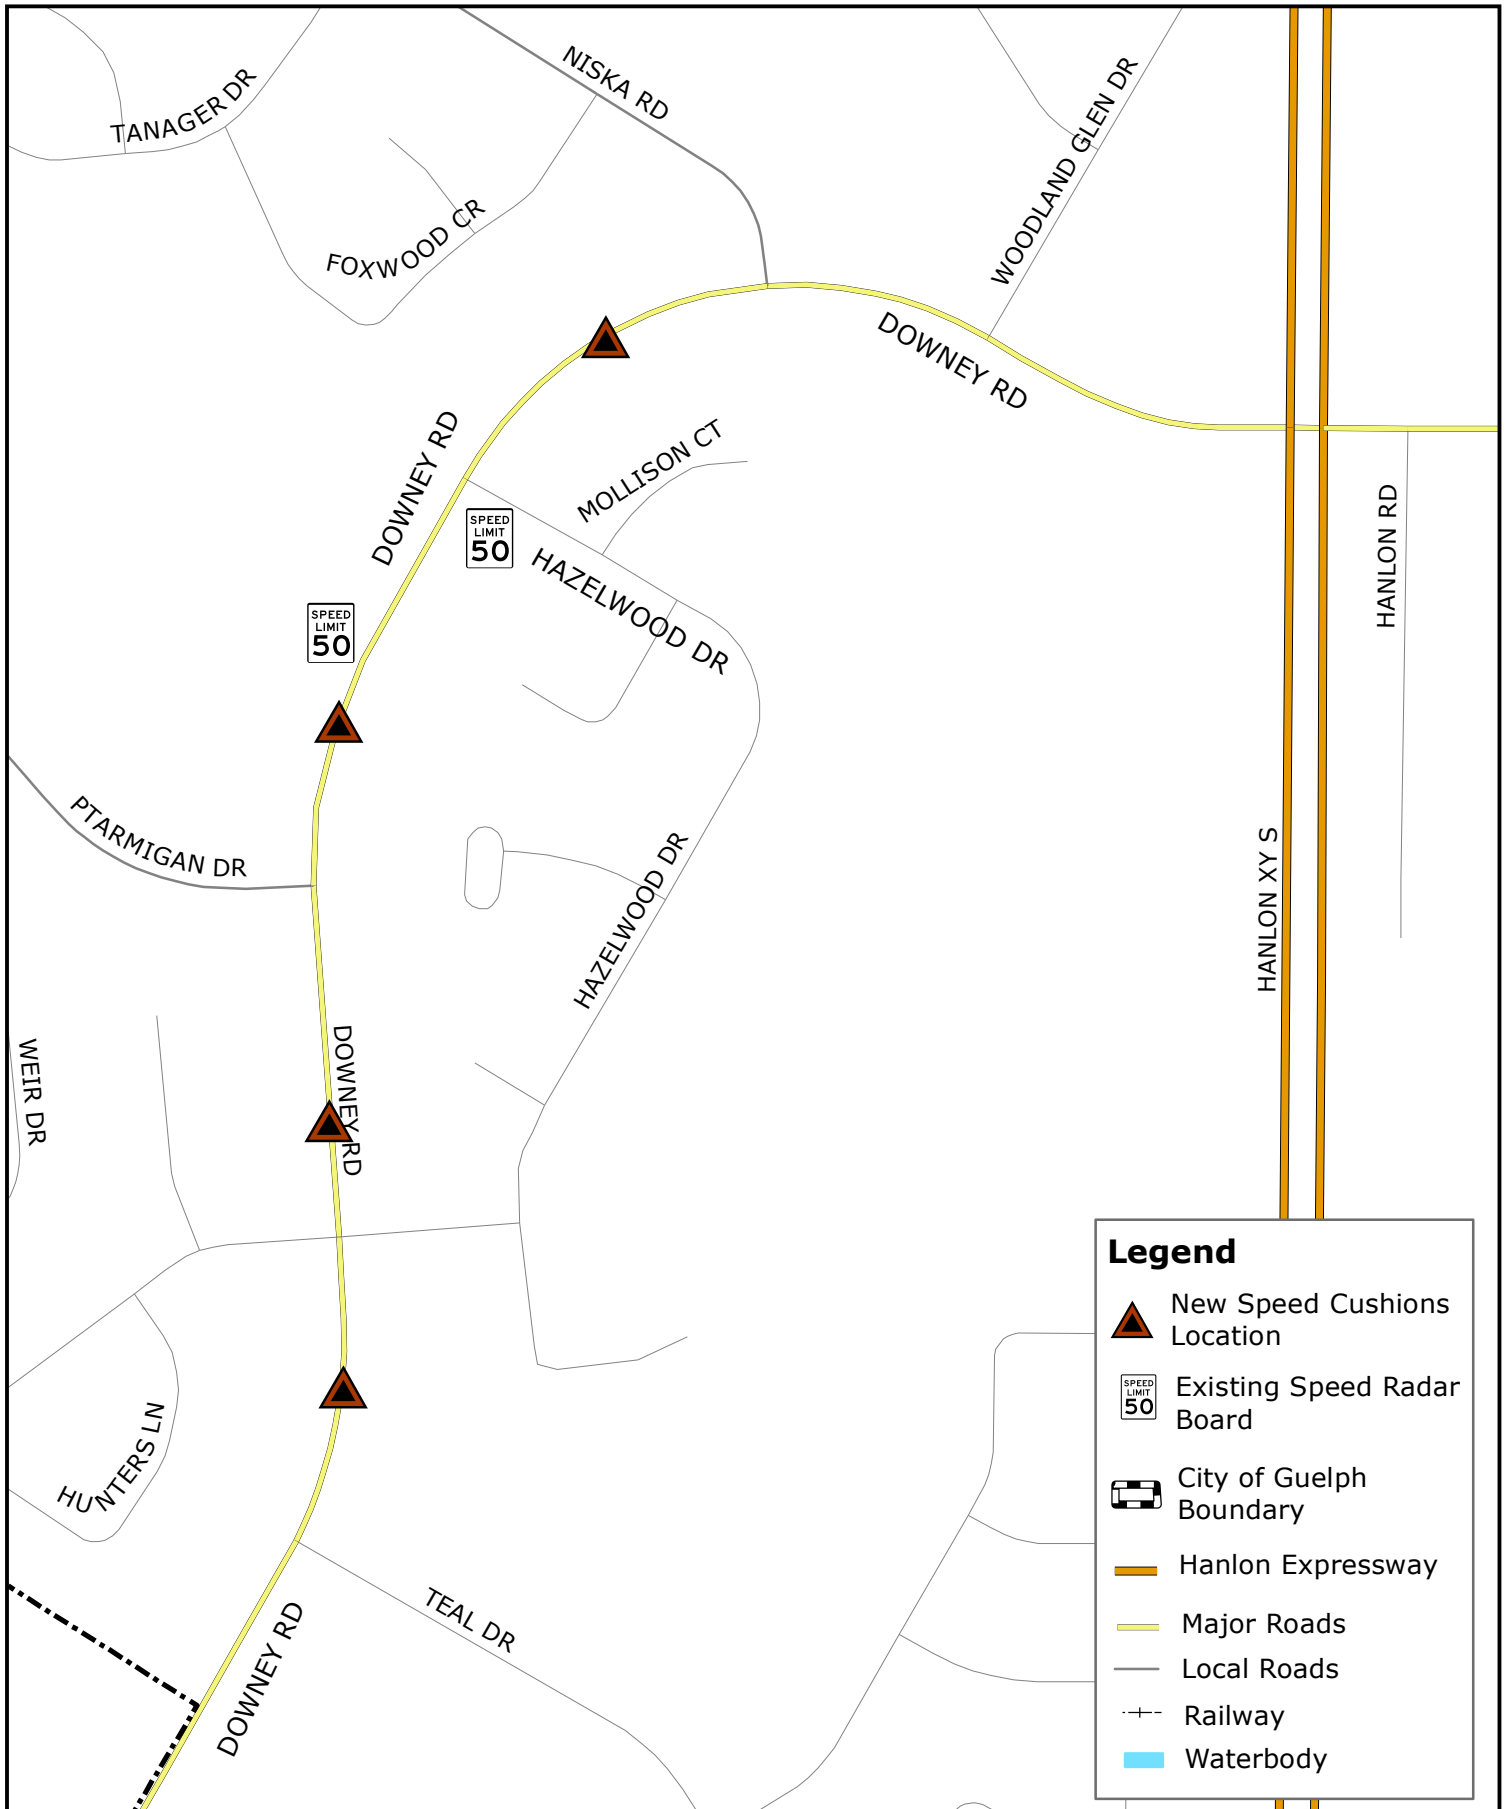 TANAGER DR
NISKA RD
WOODLAND GLEN DR
FOXWOOD CR
DOWNEY RD
DOWNEY RD
MOLLISON CT
SPEED
LIMIT
50
HAZELWOOD DR
HANLON RD
SPEED
LIMIT
50
PTARMIGAN DR
HAZELWOOD DR
HANLON XY S
WEIR DR
DOWNEY RD
HUNTERS LN
TEAL DR
DOWNEY RD
Legend
New Speed Cushions
Location
SPEED
LIMIT
50
Existing Speed Radar
Board
City of Guelph
Boundary
Hanlon Expressway
Major Roads
Local Roads
Railway
Waterbody